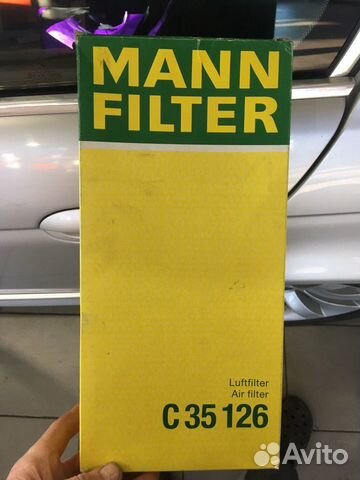 MANN
FILTER
Luftfilter
Air filter
C 35 126
Avito